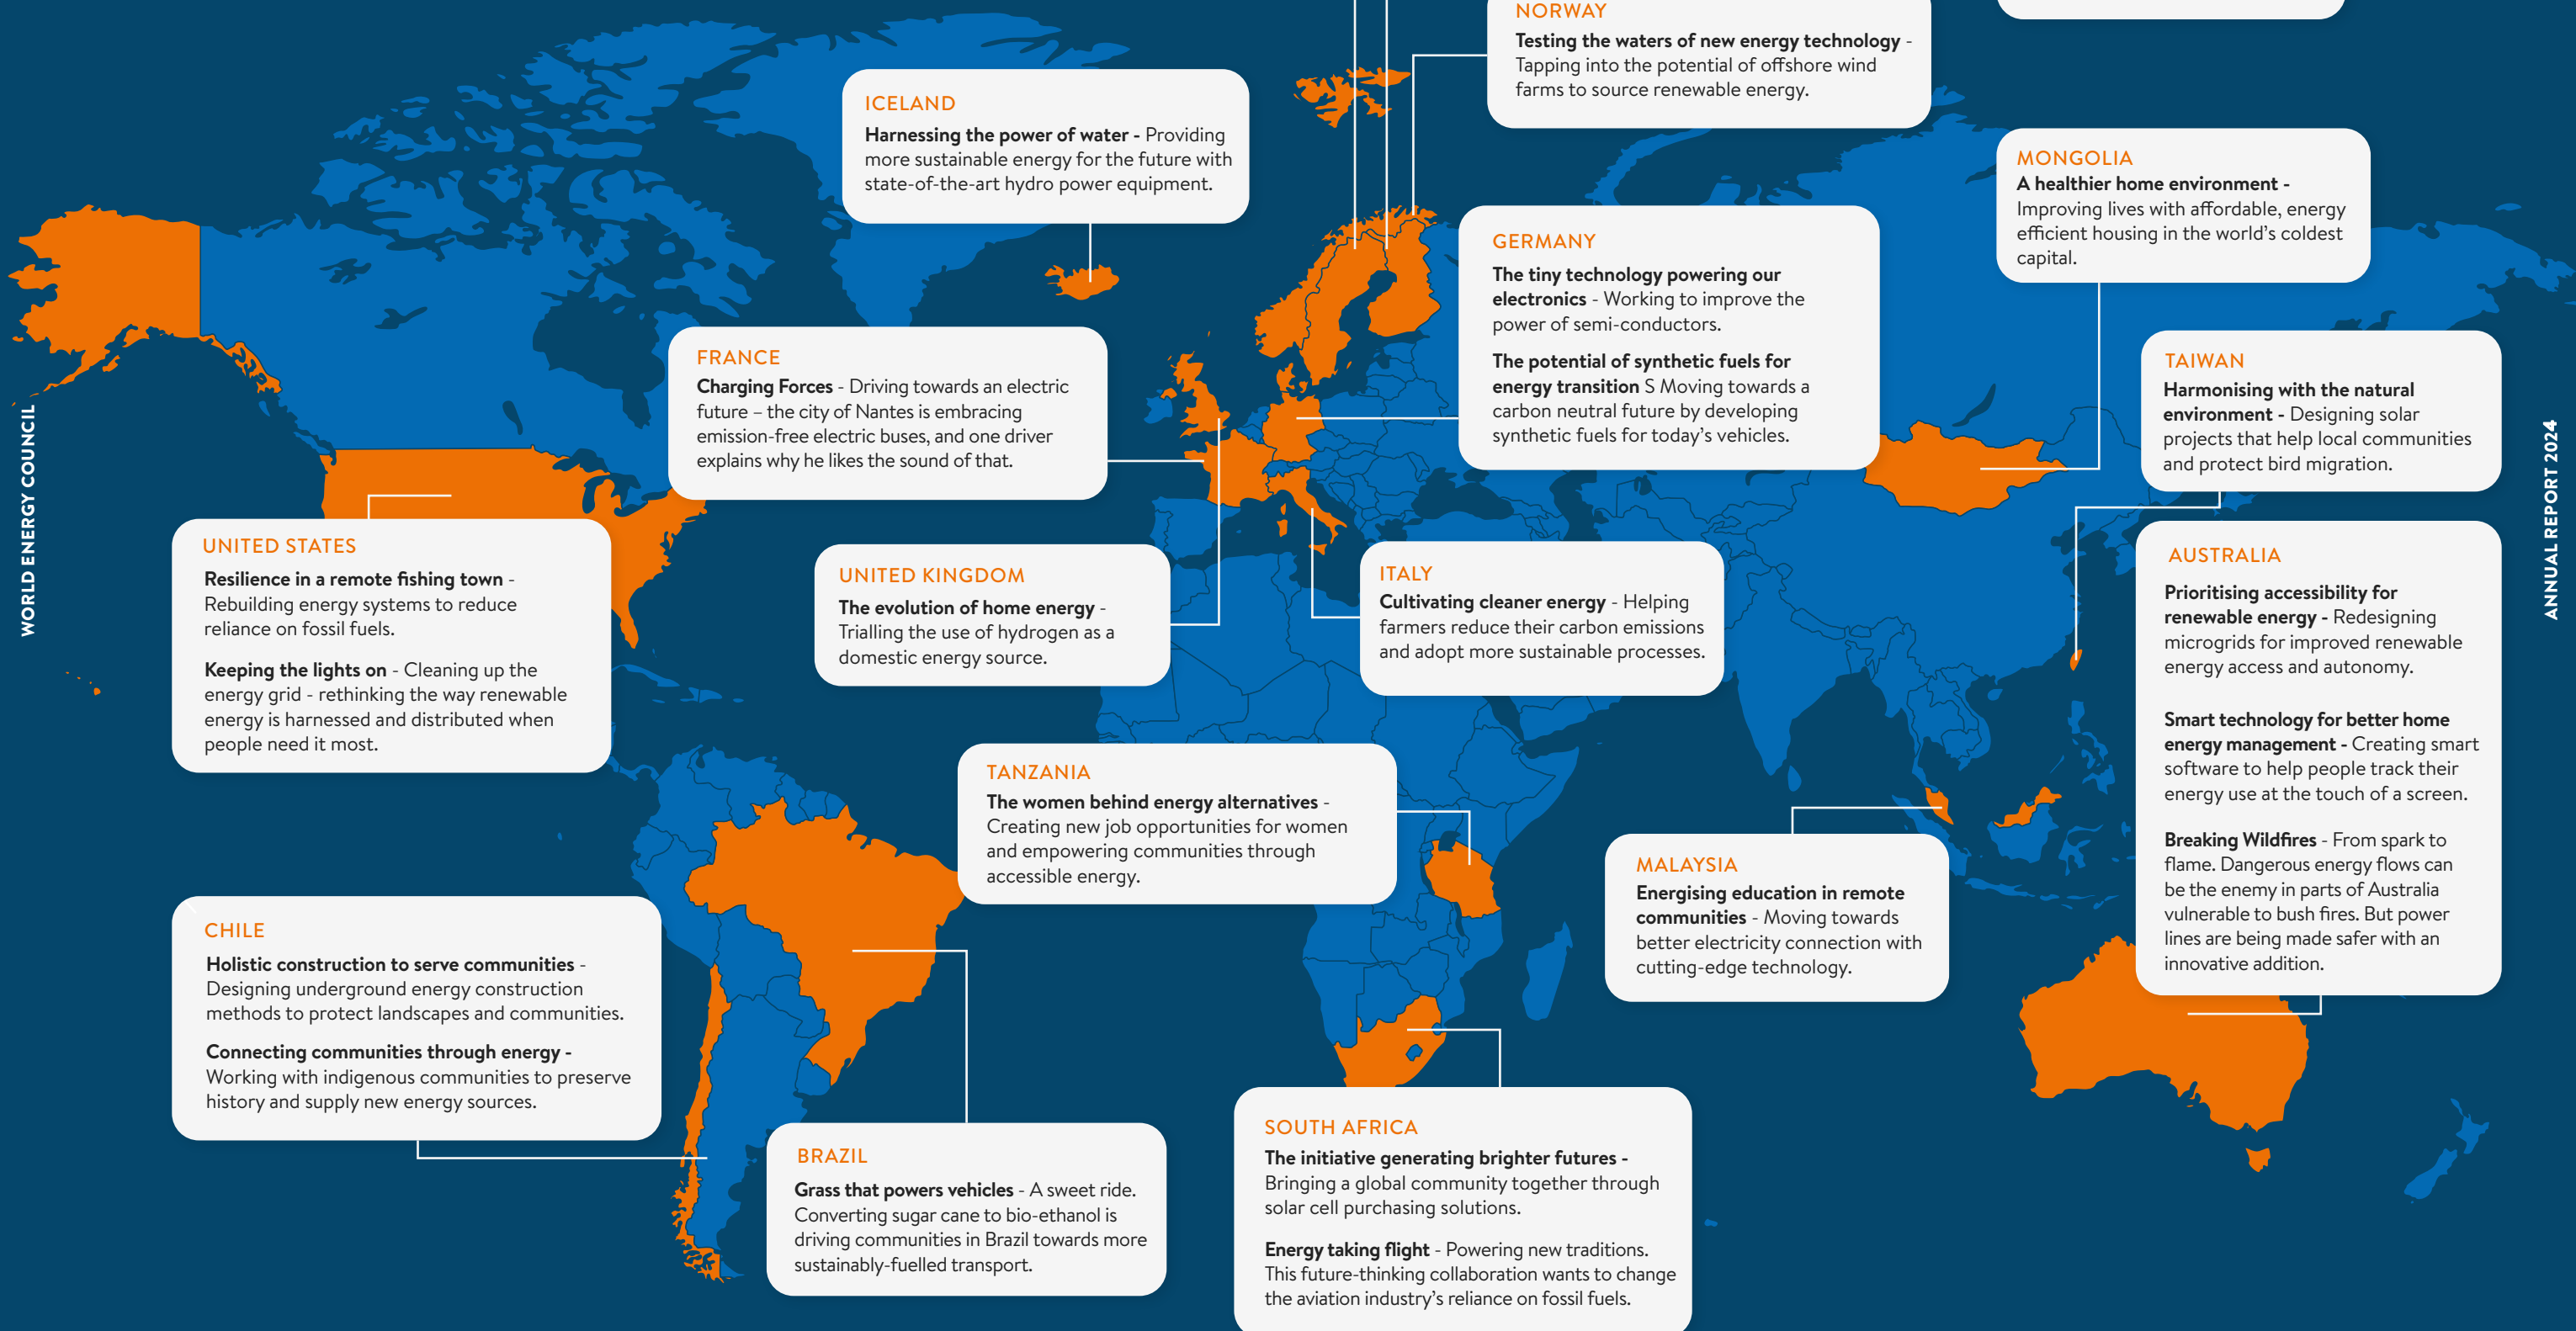 NORWAY
Testing the waters of new energy technology -
Tapping into the potential of offshore wind
farms to source renewable energy.
ICELAND
Harnessing the power of water - Providing
more sustainable energy for the future with
state-of-the-art hydro power equipment.
MONGOLIA
A healthier home environment -
Improving lives with affordable, energy
efficient housing in the world's coldest
capital.
GERMANY
The tiny technology powering our
electronics - Working to improve the
power of semi-conductors.
The potential of synthetic fuels for
energy transition S Moving towards a
carbon neutral future by developing
synthetic fuels for today's vehicles.
FRANCE
Charging Forces - Driving towards an electric
future – the city of Nantes is embracing
emission-free electric buses, and one driver
explains why he likes the sound of that.
TAIWAN
Harmonising with the natural
environment - Designing solar
projects that help local communities
and protect bird migration.
WORLD ENERGY COUNCIL
ANNUAL REPORT 2024
UNITED STATES
Resilience in a remote fishing town -
Rebuilding energy systems to reduce
reliance on fossil fuels.
Keeping the lights on - Cleaning up the
energy grid - rethinking the way renewable
energy is harnessed and distributed when
people need it most.
UNITED KINGDOM
The evolution of home energy -
Trialling the use of hydrogen as a
domestic energy source.
ITALY
Cultivating cleaner energy - Helping
farmers reduce their carbon emissions
and adopt more sustainable processes.
AUSTRALIA
Prioritising accessibility for
renewable energy - Redesigning
microgrids for improved renewable
energy access and autonomy.
Smart technology for better home
energy management - Creating smart
software to help people track their
energy use at the touch of a screen.
Breaking Wildfires - From spark to
flame. Dangerous energy flows can
be the enemy in parts of Australia
vulnerable to bush fires. But power
lines are being made safer with an
innovative addition.
TANZANIA
The women behind energy alternatives -
Creating new job opportunities for women
and empowering communities through
accessible energy.
MALAYSIA
Energising education in remote
communities - Moving towards
better electricity connection with
cutting-edge technology.
CHILE
Holistic construction to serve communities -
Designing underground energy construction
methods to protect landscapes and communities.
Connecting communities through energy -
Working with indigenous communities to preserve
history and supply new energy sources.
BRAZIL
Grass that powers vehicles - A sweet ride.
Converting sugar cane to bio-ethanol is
driving communities in Brazil towards more
sustainably-fuelled transport.
SOUTH AFRICA
The initiative generating brighter futures -
Bringing a global community together through
solar cell purchasing solutions.
Energy taking flight - Powering new traditions.
This future-thinking collaboration wants to change
the aviation industry's reliance on fossil fuels.